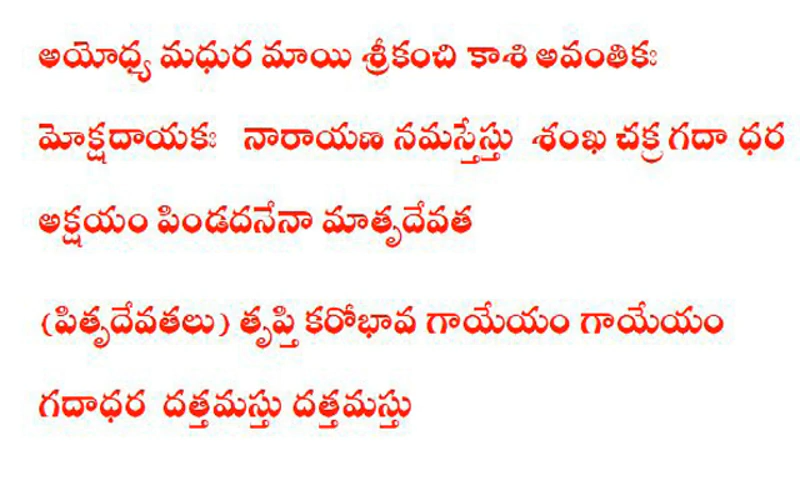 అయోధ్య మధుర మాయి శ్రీకంచి కాశి అవంతికః
మోక్షదాయకః నారాయణ నమస్తేస్తు శంఖ చక్ర గదా ధర
అక్షయం పిండదనేనా మాతృదేవత
(పితృదేవతలు) తృప్తి కరోభావ గాయేయం గాయేయం
గదాధర దత్తమస్తు దత్తమస్తు